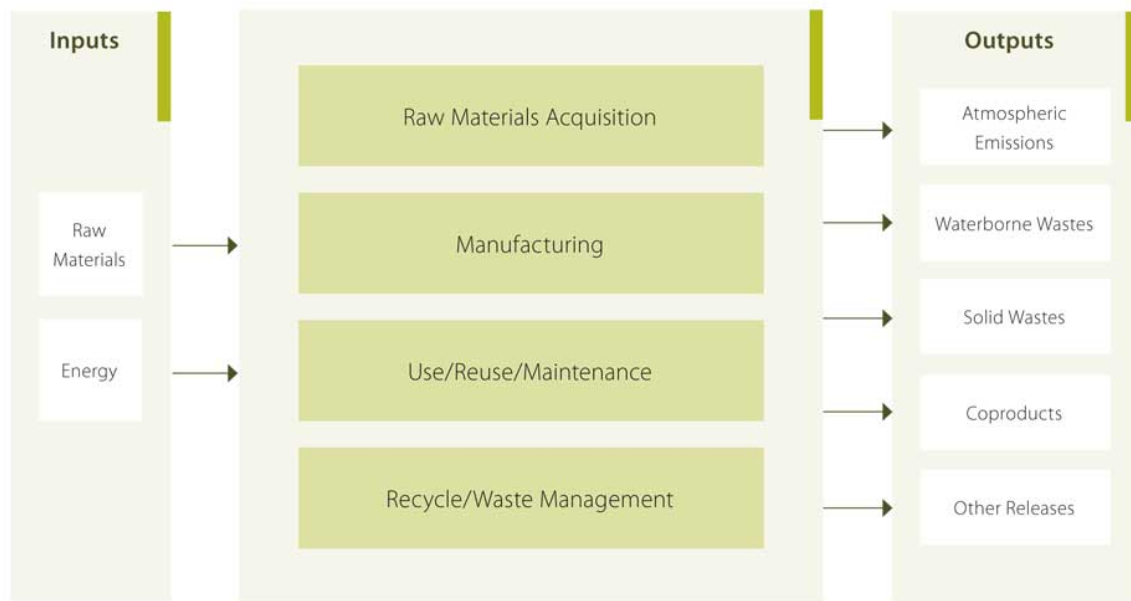 Inputs
Raw
Materials
Energy
Raw Materials Acquisition
Manufacturing
Use/Reuse/Maintenance
Recycle/Waste Management
Outputs
Atmospheric
Emissions
Waterborne Wastes
Solid Wastes
Coproducts
Other Releases